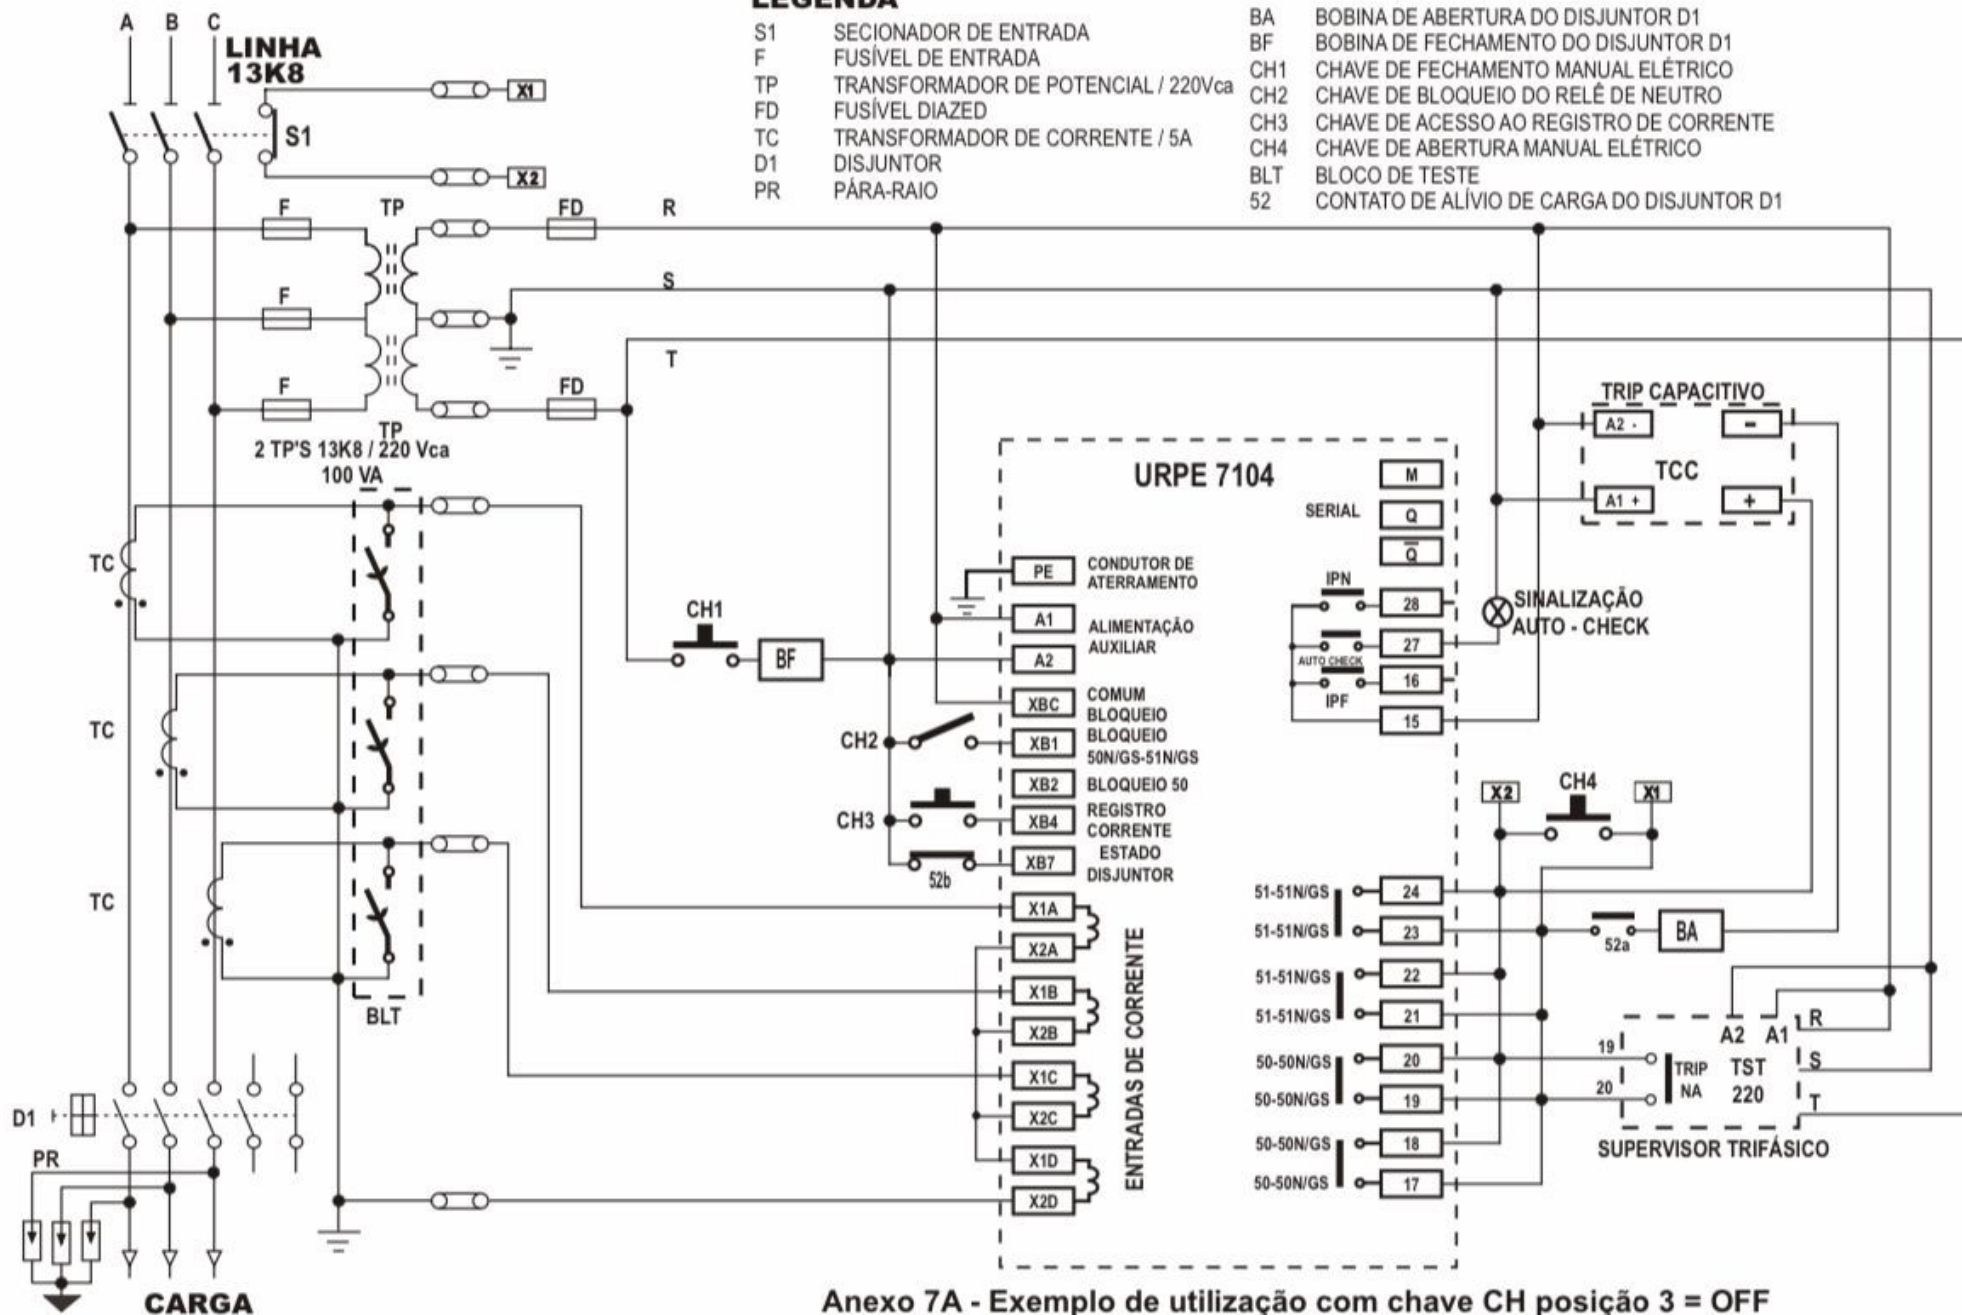 LEGENDA
S1 SECIONADOR DE ENTRADA
F FUSÍVEL DE ENTRADA
TP TRANSFORMADOR DE POTENCIAL / 220Vca
FD FUSÍVEL DIAZED
TC TRANSFORMADOR DE CORRENTE / 5A
D1 DISJUNTOR
PR PÁRA-RAIO
BA BOBINA DE ABERTURA DO DISJUNTOR D1
BF BOBINA DE FECHAMENTO DO DISJUNTOR D1
CH1 CHAVE DE FECHAMENTO MANUAL ELÉTRICO
CH2 CHAVE DE BLOQUEIO DO RELÊ DE NEUTRO
CH3 CHAVE DE ACESSO AO REGISTRO DE CORRENTE
CH4 CHAVE DE ABERTURA MANUAL ELÉTRICO
BLT BLOCO DE TESTE
52 CONTATO DE ALÍVIO DE CARGA DO DISJUNTOR D1
A B C
LINHA
13K8
X1
S1
X2
F TP FD R
F S
T
F FD
TP
2 TP'S 13K8 / 220 Vca
100 VA
TC
TC
TC
BLT
D1
PR
CARGA
CH1
BF
CH2
CH3
52b
URPE 7104
M
SERIAL Q
Q̅
PE CONDUTOR DE
ATERRAMENTO
A1 ALIMENTAÇÃO
AUXILIAR
A2
XBC COMUM
BLOQUEIO
XB1 BLOQUEIO
50N/GS-51N/GS
XB2 BLOQUEIO 50
XB4 REGISTRO
CORRENTE
XB7 ESTADO
DISJUNTOR
X1A
X2A
X1B
X2B
X1C
X2C
X1D
X2D
ENTRADAS DE CORRENTE
IPN 28
27
AUTO CHECK
16
IPF
15
51-51N/GS 24
51-51N/GS 23
51-51N/GS 22
51-51N/GS 21
50-50N/GS 20
50-50N/GS 19
50-50N/GS 18
50-50N/GS 17
TRIP CAPACITIVO
A2 - -
TCC
A1 + +
SINALIZAÇÃO
AUTO - CHECK
X2 CH4 X1
52a BA
A2 A1 R
19 TRIP TST S
20 NA 220 T
SUPERVISOR TRIFÁSICO
Anexo 7A - Exemplo de utilização com chave CH posição 3 = OFF